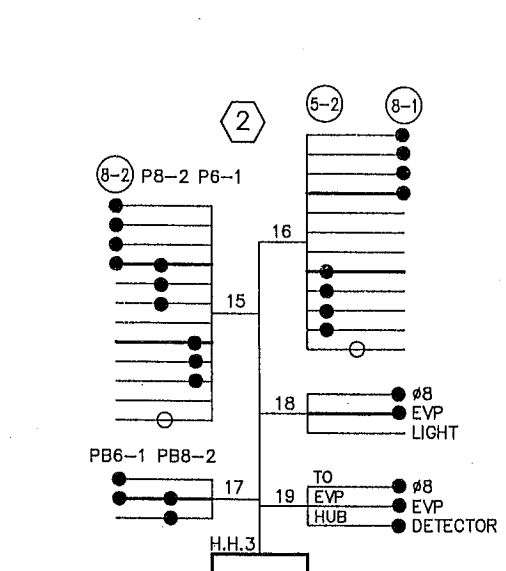 5-2 8-1
2
8-2 P8-2 P6-1
16
15
18 ø8
EVP
LIGHT
PB6-1 PB8-2
17
19 TO ø8
EVP EVP
HUB DETECTOR
H.H.3